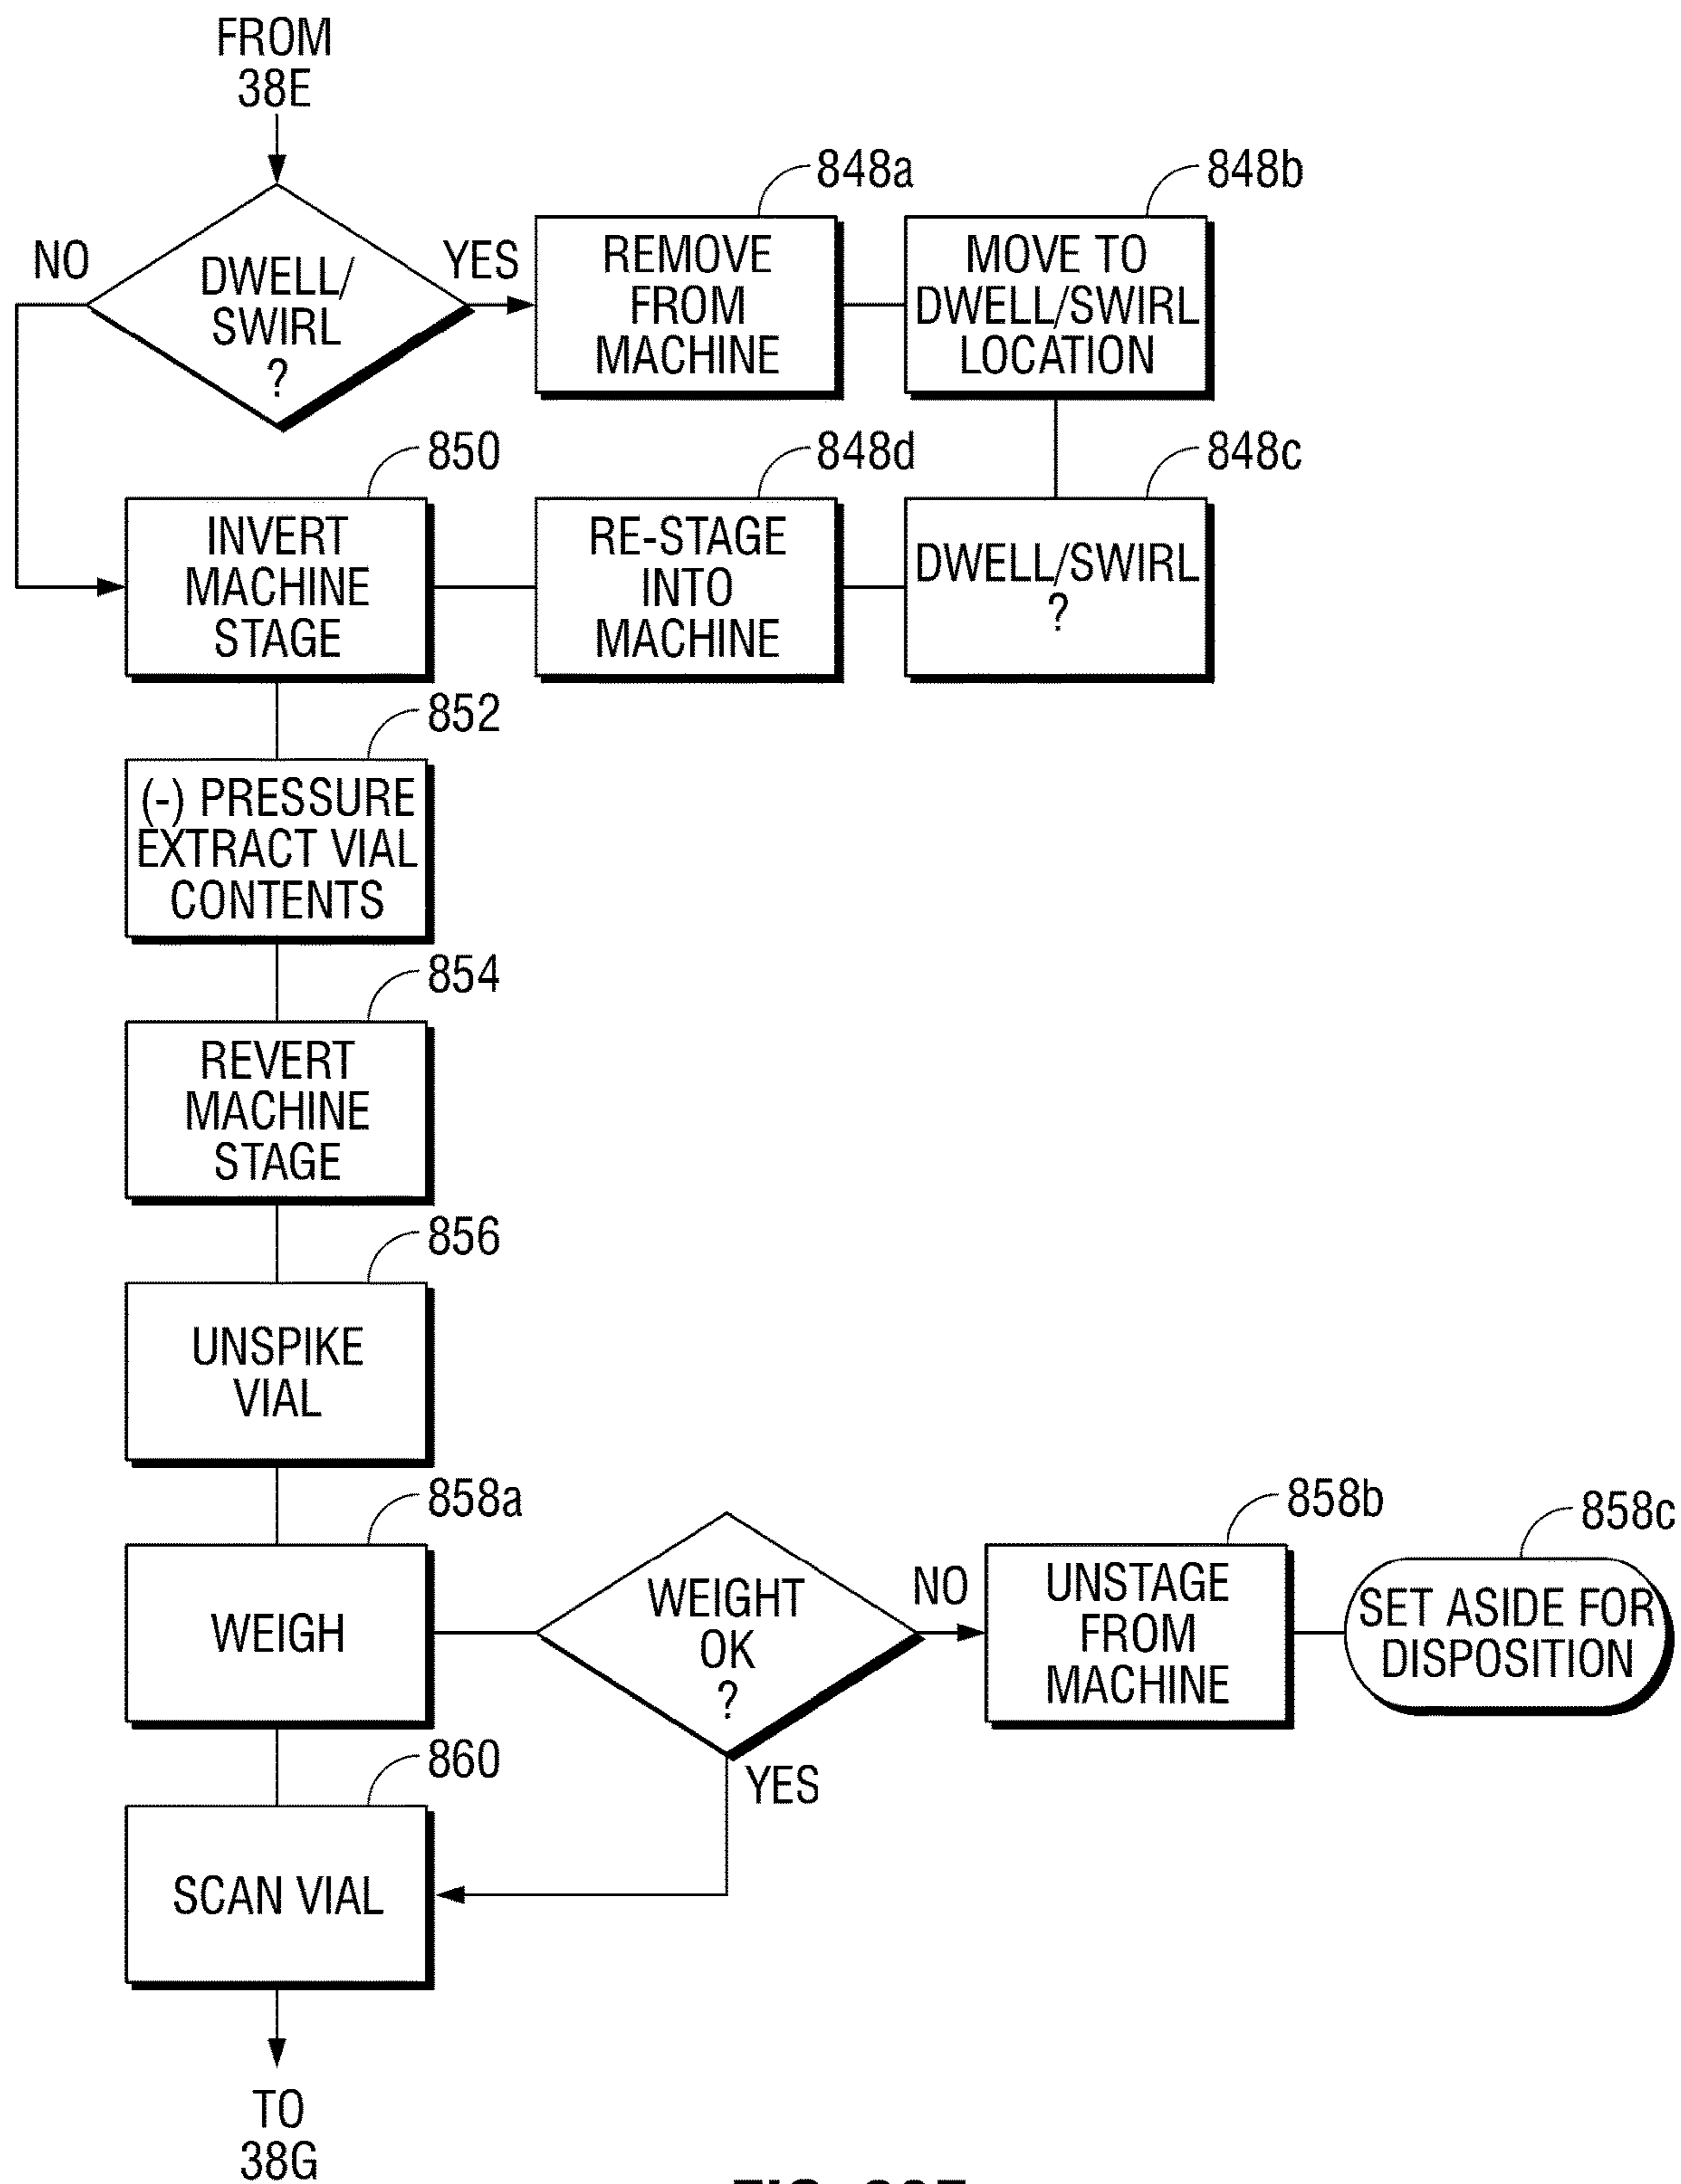 FROM
38E
NO
DWELL/
SWIRL
?
YES
848a
REMOVE
FROM
MACHINE
848b
MOVE TO
DWELL/SWIRL
LOCATION
850
INVERT
MACHINE
STAGE
848d
RE-STAGE
INTO
MACHINE
848c
DWELL/SWIRL
?
852
(-) PRESSURE
EXTRACT VIAL
CONTENTS
854
REVERT
MACHINE
STAGE
856
UNSPIKE
VIAL
858a
WEIGH
WEIGHT
OK
?
NO
858b
UNSTAGE
FROM
MACHINE
858c
SET ASIDE FOR
DISPOSITION
YES
860
SCAN VIAL
TO
38G